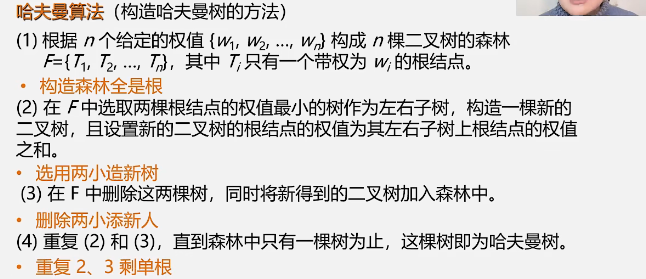 哈夫曼算法（构造哈夫曼树的方法）
(1) 根据 n 个给定的权值 {w1, w2, ..., wn} 构成 n 棵二叉树的森林
F={T1, T2, ..., Tn}，其中 Ti 只有一个带权为 wi 的根结点。
• 构造森林全是根
(2) 在 F 中选取两棵根结点的权值最小的树作为左右子树，构造一棵新的
二叉树，且设置新的二叉树的根结点的权值为其左右子树上根结点的权值
之和。
• 选用两小造新树
(3) 在 F 中删除这两棵树，同时将新得到的二叉树加入森林中。
• 删除两小添新人
(4) 重复 (2) 和 (3)，直到森林中只有一棵树为止，这棵树即为哈夫曼树。
• 重复 2、3 剩单根